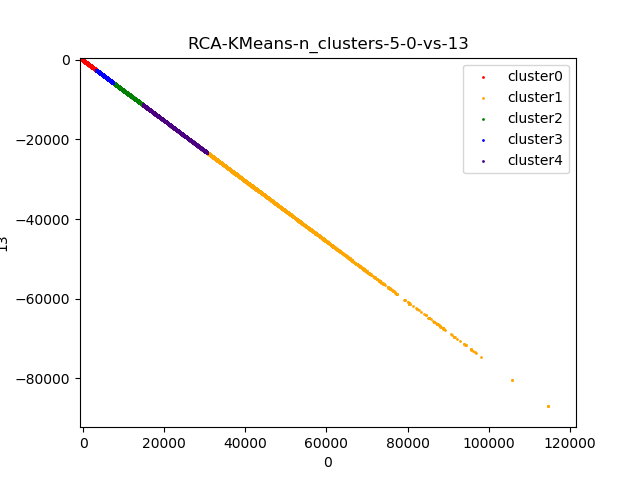 RCA-KMeans-n_clusters-5-0-vs-13
0
−20000
−40000
−60000
−80000
13
cluster0
cluster1
cluster2
cluster3
cluster4
0 20000 40000 60000 80000 100000 120000
0